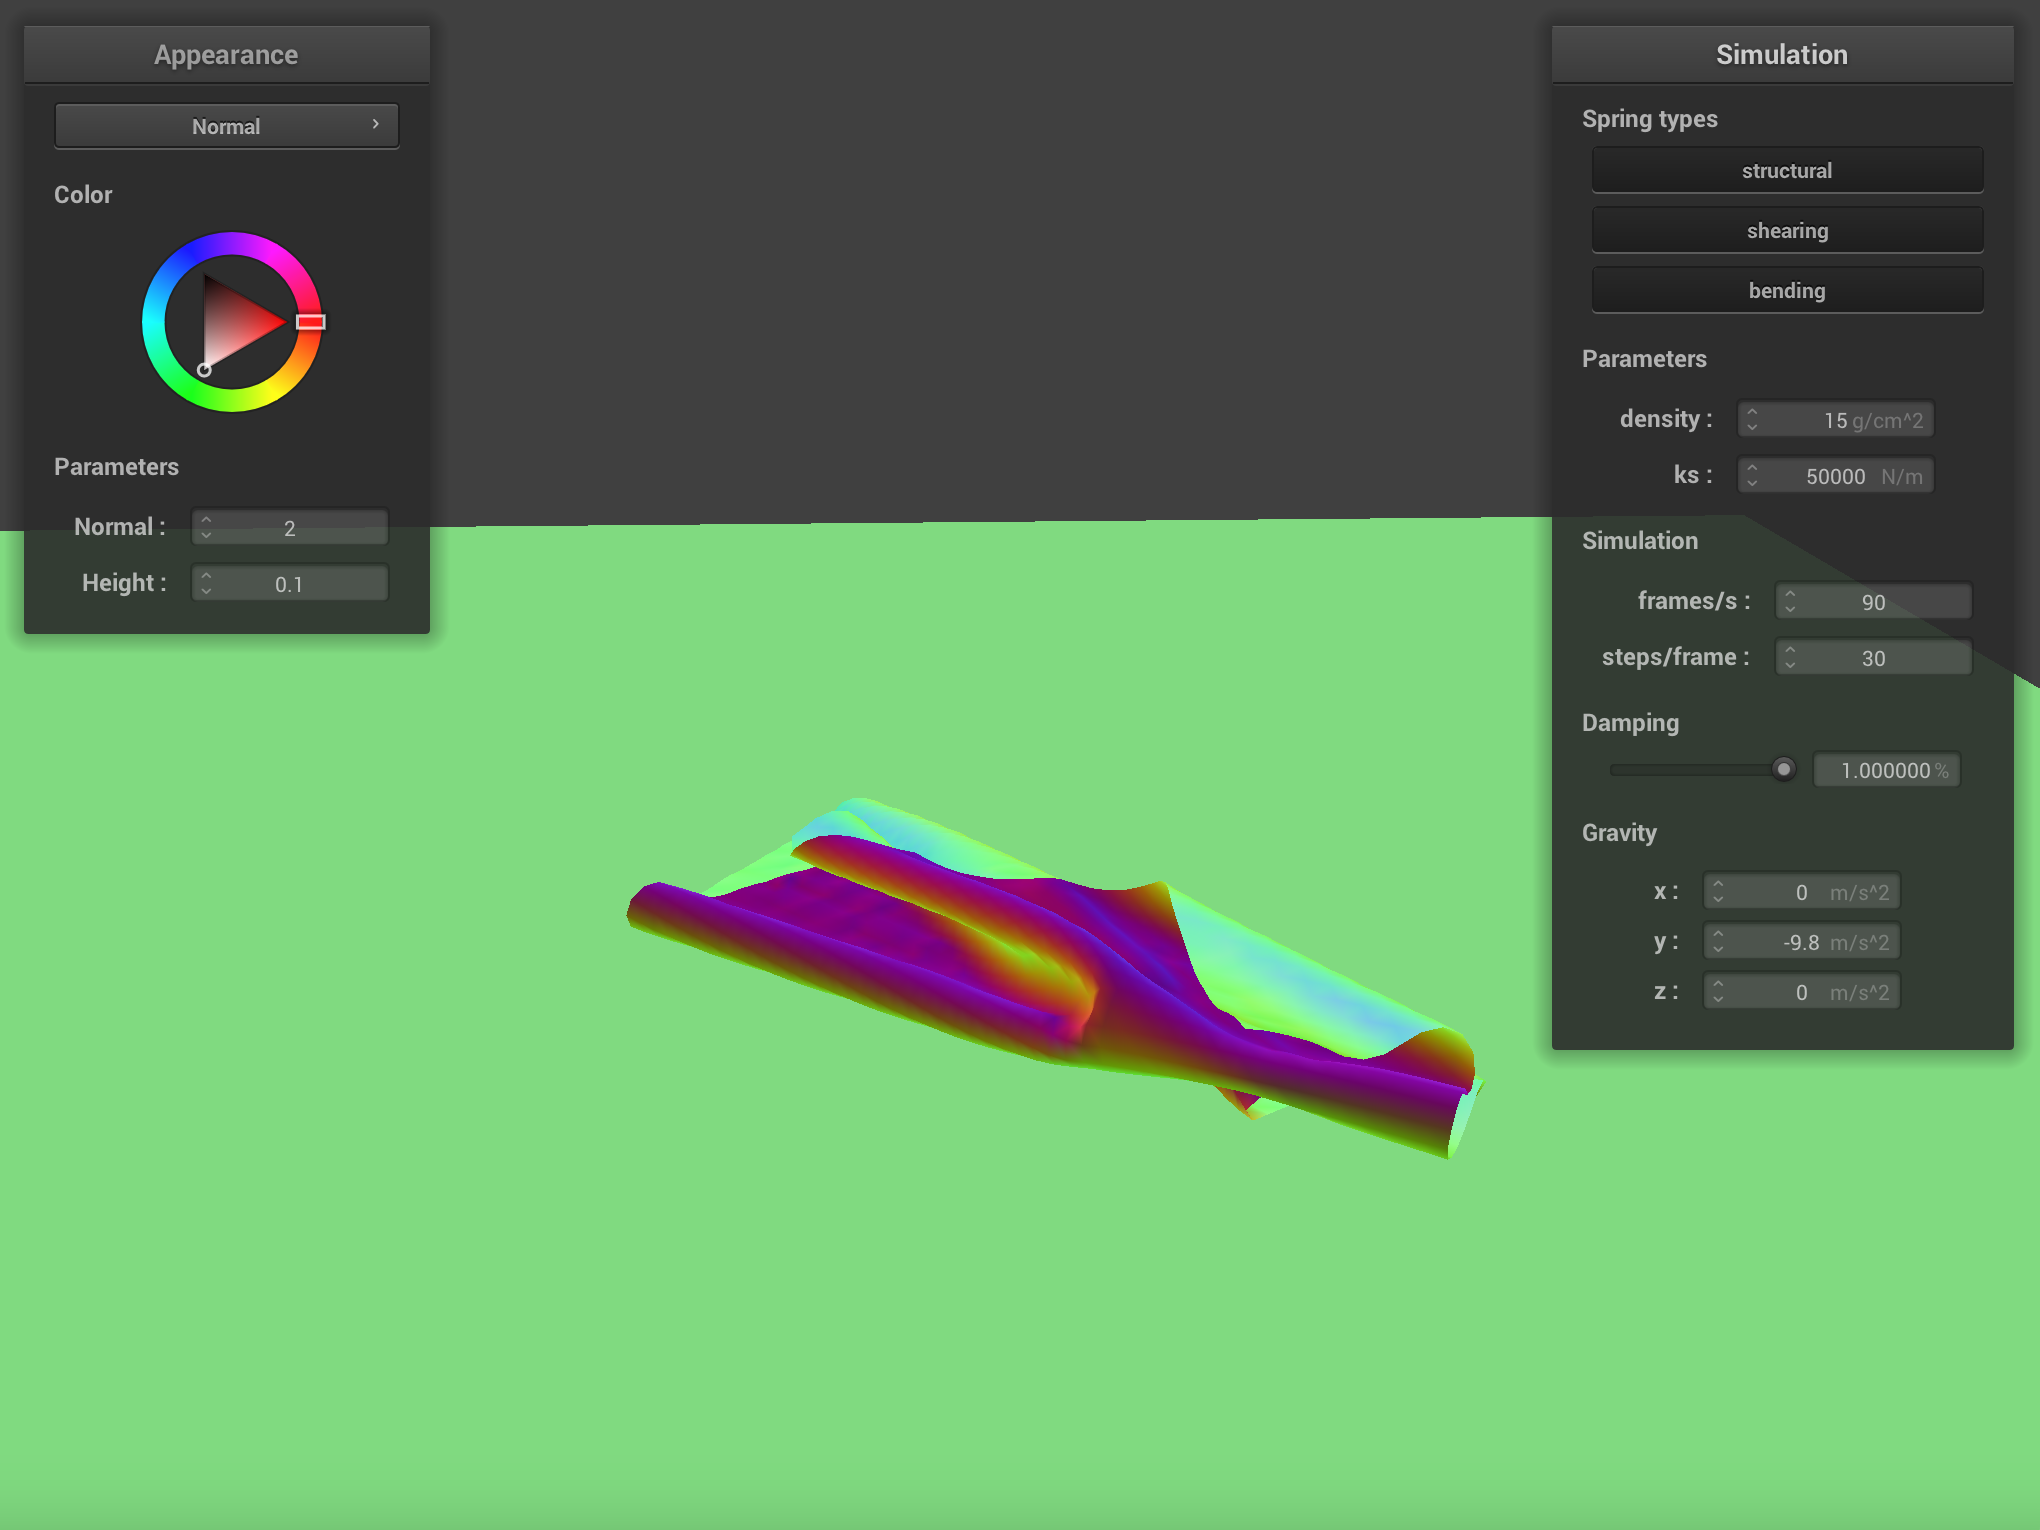 Appearance
Normal
Color
Parameters
Normal : 2
Height : 0.1
Simulation
Spring types
structural
shearing
bending
Parameters
density : 15 g/cm^2
ks : 50000 N/m
Simulation
frames/s : 90
steps/frame : 30
Damping
1.000000 %
Gravity
x : 0 m/s^2
y : -9.8 m/s^2
z : 0 m/s^2